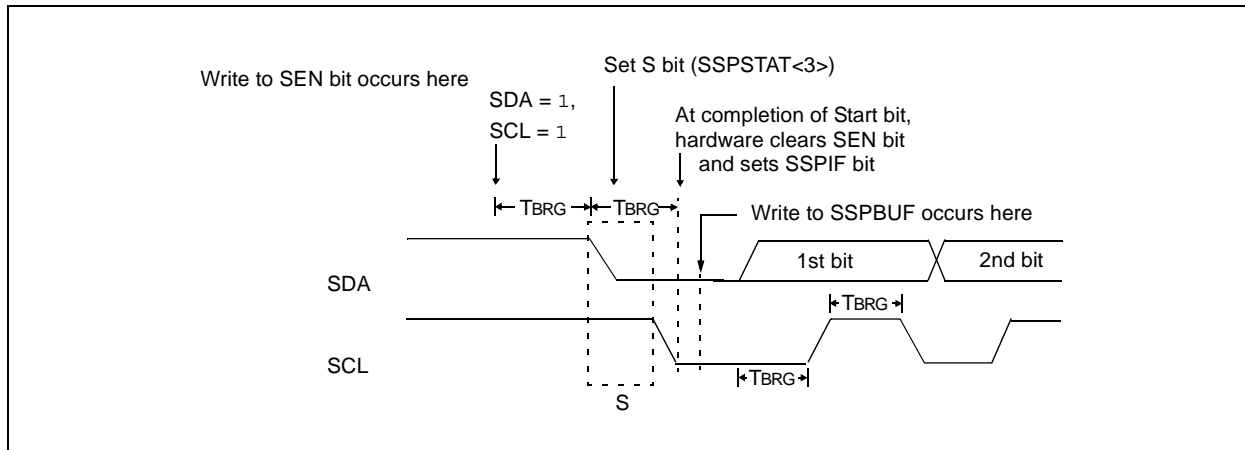 Write to SEN bit occurs here
Set S bit (SSPSTAT<3>)
SDA = 1,
SCL = 1
At completion of Start bit,
hardware clears SEN bit
and sets SSPIF bit
TBRG
TBRG
Write to SSPBUF occurs here
SDA
1st bit
2nd bit
TBRG
SCL
TBRG
S